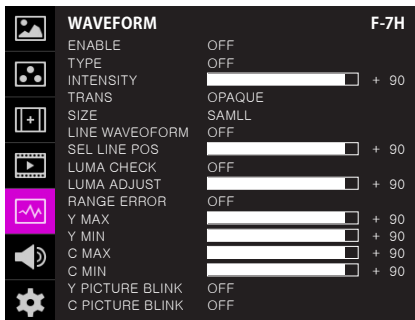 WAVEFORM F-7H
ENABLE OFF
TYPE OFF
INTENSITY + 90
TRANS OPAQUE
SIZE SAMLL
LINE WAVEOFORM OFF
SEL LINE POS + 90
LUMA CHECK OFF
LUMA ADJUST + 90
RANGE ERROR OFF
Y MAX + 90
Y MIN + 90
C MAX + 90
C MIN + 90
Y PICTURE BLINK OFF
C PICTURE BLINK OFF